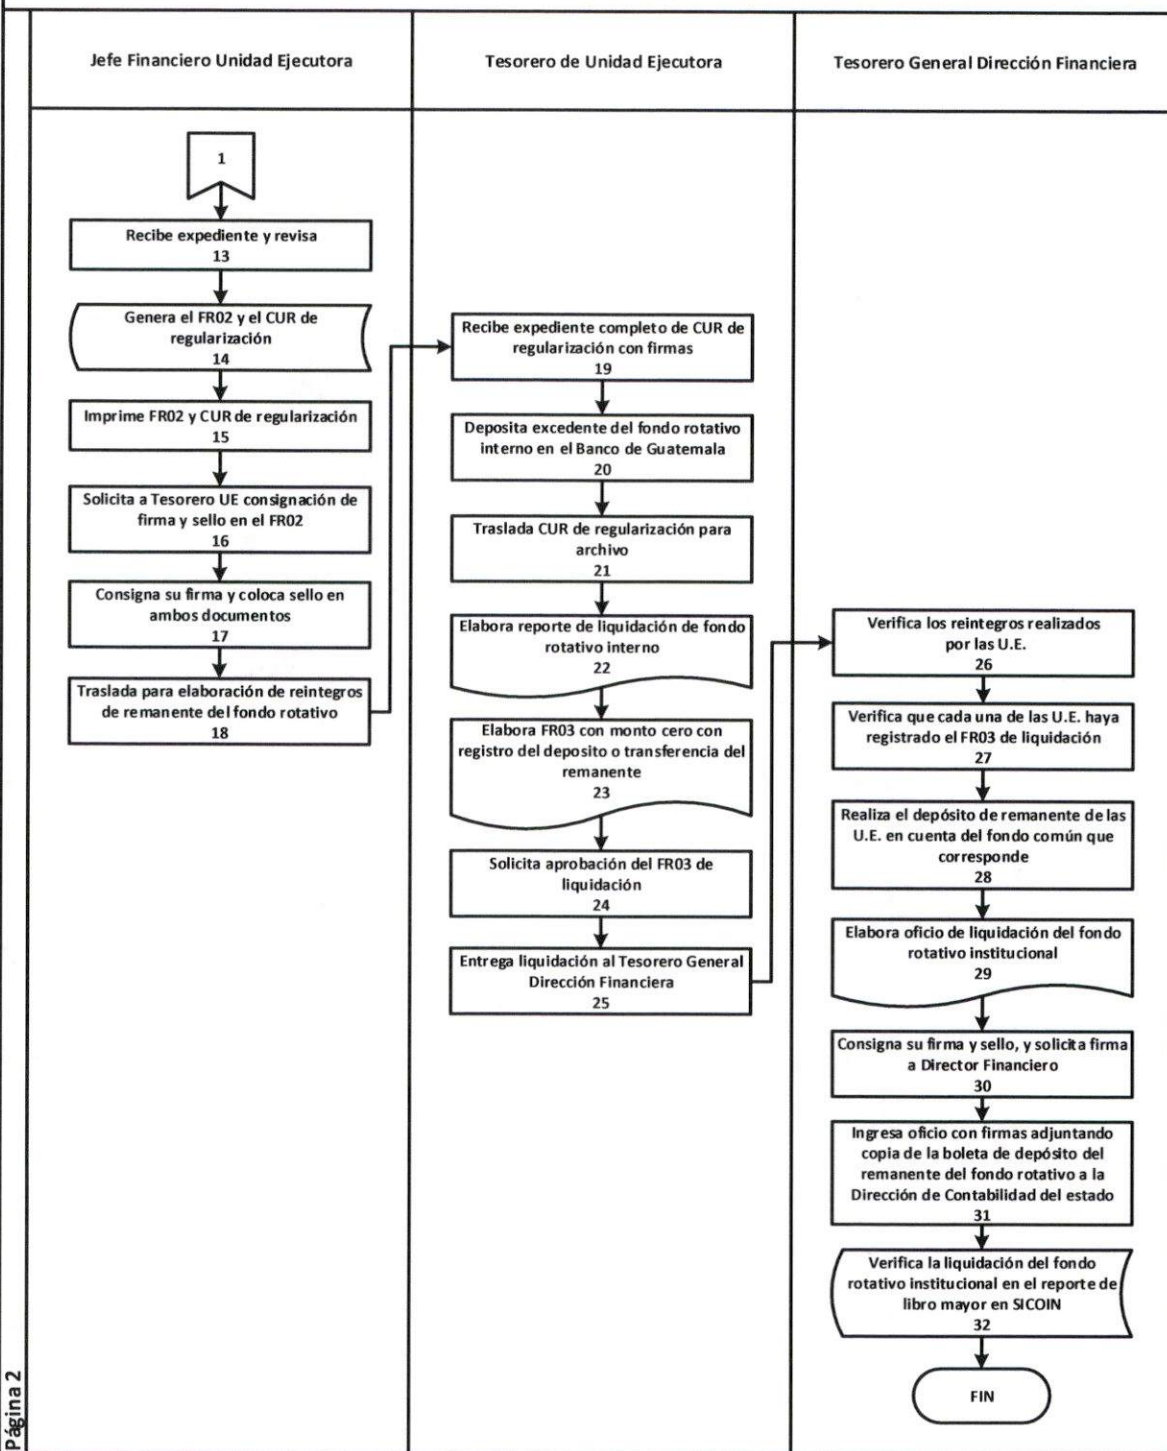 Jefe Financiero Unidad Ejecutora
Tesorero de Unidad Ejecutora
Tesorero General Dirección Financiera
1
Recibe expediente y revisa
13
Genera el FR02 y el CUR de
regularización
14
Imprime FR02 y CUR de regularización
15
Solicita a Tesorero UE consignación de
firma y sello en el FR02
16
Consigna su firma y coloca sello en
ambos documentos
17
Traslada para elaboración de reintegros
de remanente del fondo rotativo
18
Recibe expediente completo de CUR de
regularización con firmas
19
Deposita excedente del fondo rotativo
interno en el Banco de Guatemala
20
Traslada CUR de regularización para
archivo
21
Elabora reporte de liquidación de fondo
rotativo interno
22
Elabora FR03 con monto cero con
registro del deposito o transferencia del
remanente
23
Solicita aprobación del FR03 de
liquidación
24
Entrega liquidación al Tesorero General
Dirección Financiera
25
Verifica los reintegros realizados
por las U.E.
26
Verifica que cada una de las U.E. haya
registrado el FR03 de liquidación
27
Realiza el depósito de remanente de las
U.E. en cuenta del fondo común que
corresponde
28
Elabora oficio de liquidación del fondo
rotativo institucional
29
Consigna su firma y sello, y solicita firma
a Director Financiero
30
Ingresa oficio con firmas adjuntando
copia de la boleta de depósito del
remanente del fondo rotativo a la
Dirección de Contabilidad del estado
31
Verifica la liquidación del fondo
rotativo institucional en el reporte de
libro mayor en SICOIN
32
FIN
Página 2